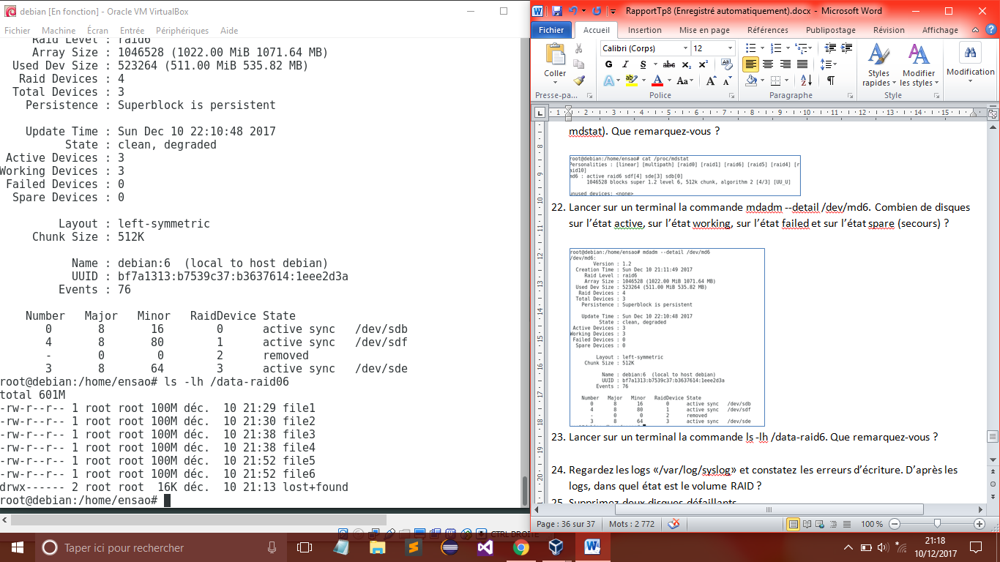 debian [En fonction] - Oracle VM VirtualBox
Fichier Machine Écran Entrée Périphériques Aide
Raid Level : raid6
Array Size : 1046528 (1022.00 MiB 1071.64 MB)
Used Dev Size : 523264 (511.00 MiB 535.82 MB)
Raid Devices : 4
Total Devices : 3
Persistence : Superblock is persistent
Update Time : Sun Dec 10 22:10:48 2017
State : clean, degraded
Active Devices : 3
Working Devices : 3
Failed Devices : 0
Spare Devices : 0
Layout : left-symmetric
Chunk Size : 512K
Name : debian:6 (local to host debian)
UUID : bf7a1313:b7539c37:b3637614:1eee2d3a
Events : 76
Number Major Minor RaidDevice State
0 8 16 0 active sync /dev/sdb
4 8 80 1 active sync /dev/sdf
- 0 0 2 removed
3 8 64 3 active sync /dev/sde
root@debian:/home/ensao# ls -lh /data-raid06
total 601M
-rw-r--r-- 1 root root 100M déc. 10 21:29 file1
-rw-r--r-- 1 root root 100M déc. 10 21:30 file2
-rw-r--r-- 1 root root 100M déc. 10 21:38 file3
-rw-r--r-- 1 root root 100M déc. 10 21:38 file4
-rw-r--r-- 1 root root 100M déc. 10 21:52 file5
-rw-r--r-- 1 root root 100M déc. 10 21:52 file6
drwx------ 2 root root 16K déc. 10 21:13 lost+found
root@debian:/home/ensao#
CTRL DROITE
RapportTp8 (Enregistré automatiquement).docx - Microsoft Word
Fichier Accueil Insertion Mise en page Références Publipostage Révision Affichage
Calibri (Corps) 12
G I S abc x₂ x²
Coller
Styles rapides
Modifier les styles
Modification
Presse-pa... Police Paragraphe Style
1 2 3 4 5 6 7 8 9 10 11 12 13 14 15
mdstat). Que remarquez-vous ?
root@debian:/home/ensao# cat /proc/mdstat
Personalities : [linear] [multipath] [raid0] [raid1] [raid6] [raid5] [raid4] [r
aid10]
md6 : active raid6 sdf[4] sde[3] sdb[0]
1046528 blocks super 1.2 level 6, 512k chunk, algorithm 2 [4/3] [UU_U]
unused devices: <none>
22. Lancer sur un terminal la commande mdadm --detail /dev/md6. Combien de disques
sur l’état active, sur l’état working, sur l’état failed et sur l’état spare (secours) ?
root@debian:/home/ensao# mdadm --detail /dev/md6
/dev/md6:
Version : 1.2
Creation Time : Sun Dec 10 21:11:49 2017
Raid Level : raid6
Array Size : 1046528 (1022.00 MiB 1071.64 MB)
Used Dev Size : 523264 (511.00 MiB 535.82 MB)
Raid Devices : 4
Total Devices : 3
Persistence : Superblock is persistent
Update Time : Sun Dec 10 22:10:48 2017
State : clean, degraded
Active Devices : 3
Working Devices : 3
Failed Devices : 0
Spare Devices : 0
Layout : left-symmetric
Chunk Size : 512K
Name : debian:6 (local to host debian)
UUID : bf7a1313:b7539c37:b3637614:1eee2d3a
Events : 76
Number Major Minor RaidDevice State
0 8 16 0 active sync /dev/sdb
4 8 80 1 active sync /dev/sdf
- 0 0 2 removed
3 8 64 3 active sync /dev/sde
23. Lancer sur un terminal la commande ls -lh /data-raid6. Que remarquez-vous ?
24. Regardez les logs «/var/log/syslog» et constatez les erreurs d’écriture. D’après les
logs, dans quel état est le volume RAID ?
25. Supprimez deux disques défaillants
Page : 36 sur 37 Mots : 2 772 100 %
Taper ici pour rechercher
21:18
10/12/2017